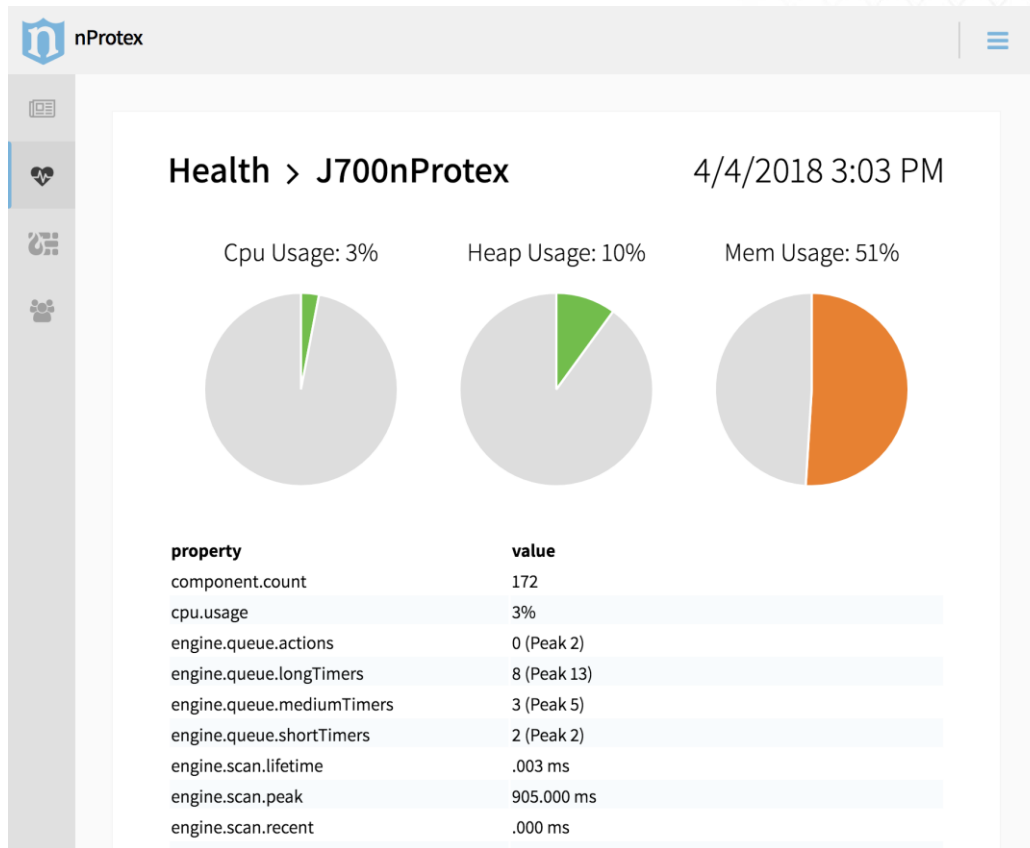 nProtex
Health > J700nProtex 4/4/2018 3:03 PM
Cpu Usage: 3% Heap Usage: 10% Mem Usage: 51%
property value
component.count 172
cpu.usage 3%
engine.queue.actions 0 (Peak 2)
engine.queue.longTimers 8 (Peak 13)
engine.queue.mediumTimers 3 (Peak 5)
engine.queue.shortTimers 2 (Peak 2)
engine.scan.lifetime .003 ms
engine.scan.peak 905.000 ms
engine.scan.recent .000 ms